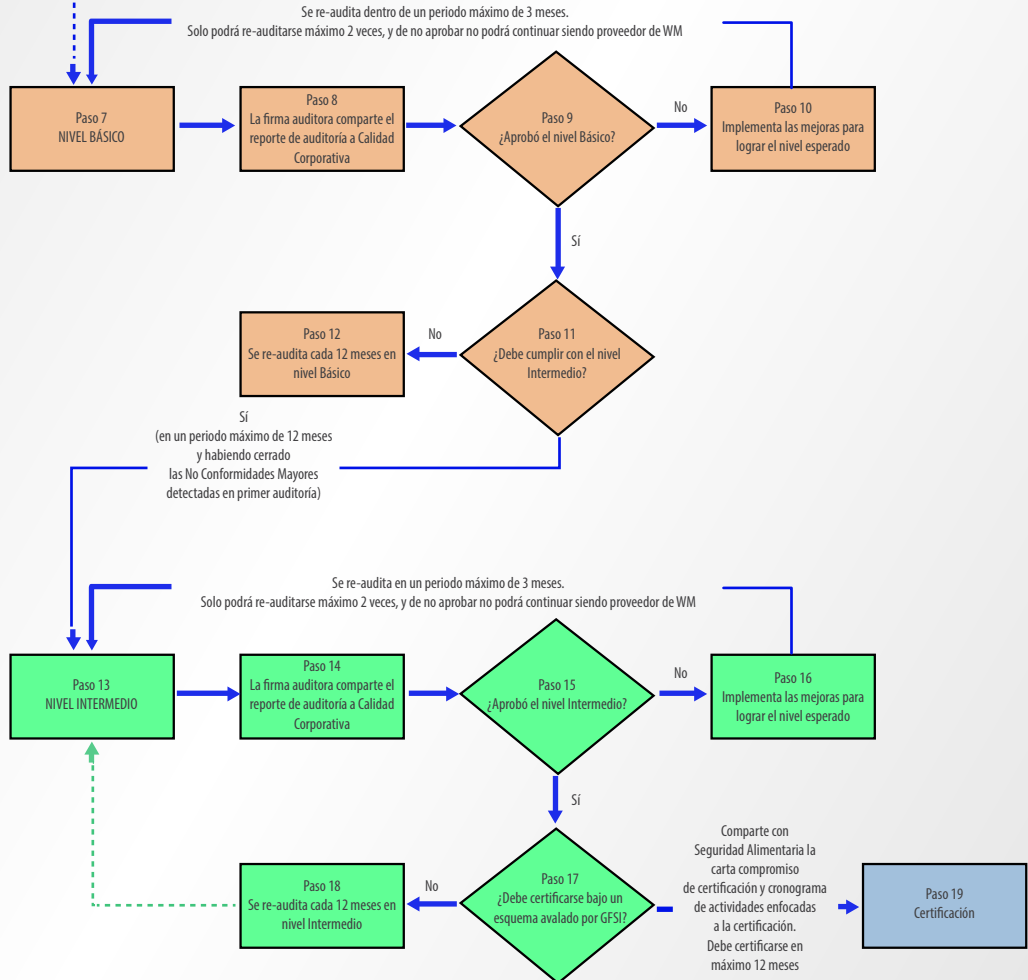 Se re-audita dentro de un periodo máximo de 3 meses.
Solo podrá re-auditarse máximo 2 veces, y de no aprobar no podrá continuar siendo proveedor de WM
Paso 7
NIVEL BÁSICO
Paso 8
La firma auditora comparte el
reporte de auditoría a Calidad
Corporativa
Paso 9
¿Aprobó el nivel Básico?
No
Paso 10
Implementa las mejoras para
lograr el nivel esperado
Sí
Paso 11
¿Debe cumplir con el nivel
Intermedio?
No
Paso 12
Se re-audita cada 12 meses en
nivel Básico
Sí
(en un periodo máximo de 12 meses
y habiendo cerrado
las No Conformidades Mayores
detectadas en primer auditoría)
Se re-audita en un periodo máximo de 3 meses.
Solo podrá re-auditarse máximo 2 veces, y de no aprobar no podrá continuar siendo proveedor de WM
Paso 13
NIVEL INTERMEDIO
Paso 14
La firma auditora comparte el
reporte de auditoría a Calidad
Corporativa
Paso 15
¿Aprobó el nivel Intermedio?
No
Paso 16
Implementa las mejoras para
lograr el nivel esperado
Sí
Paso 17
¿Debe certificarse bajo un
esquema avalado por GFSI?
No
Paso 18
Se re-audita cada 12 meses en
nivel Intermedio
Comparte con
Seguridad Alimentaria la
carta compromiso
de certificación y cronograma
de actividades enfocadas
a la certificación.
Debe certificarse en
máximo 12 meses
Paso 19
Certificación